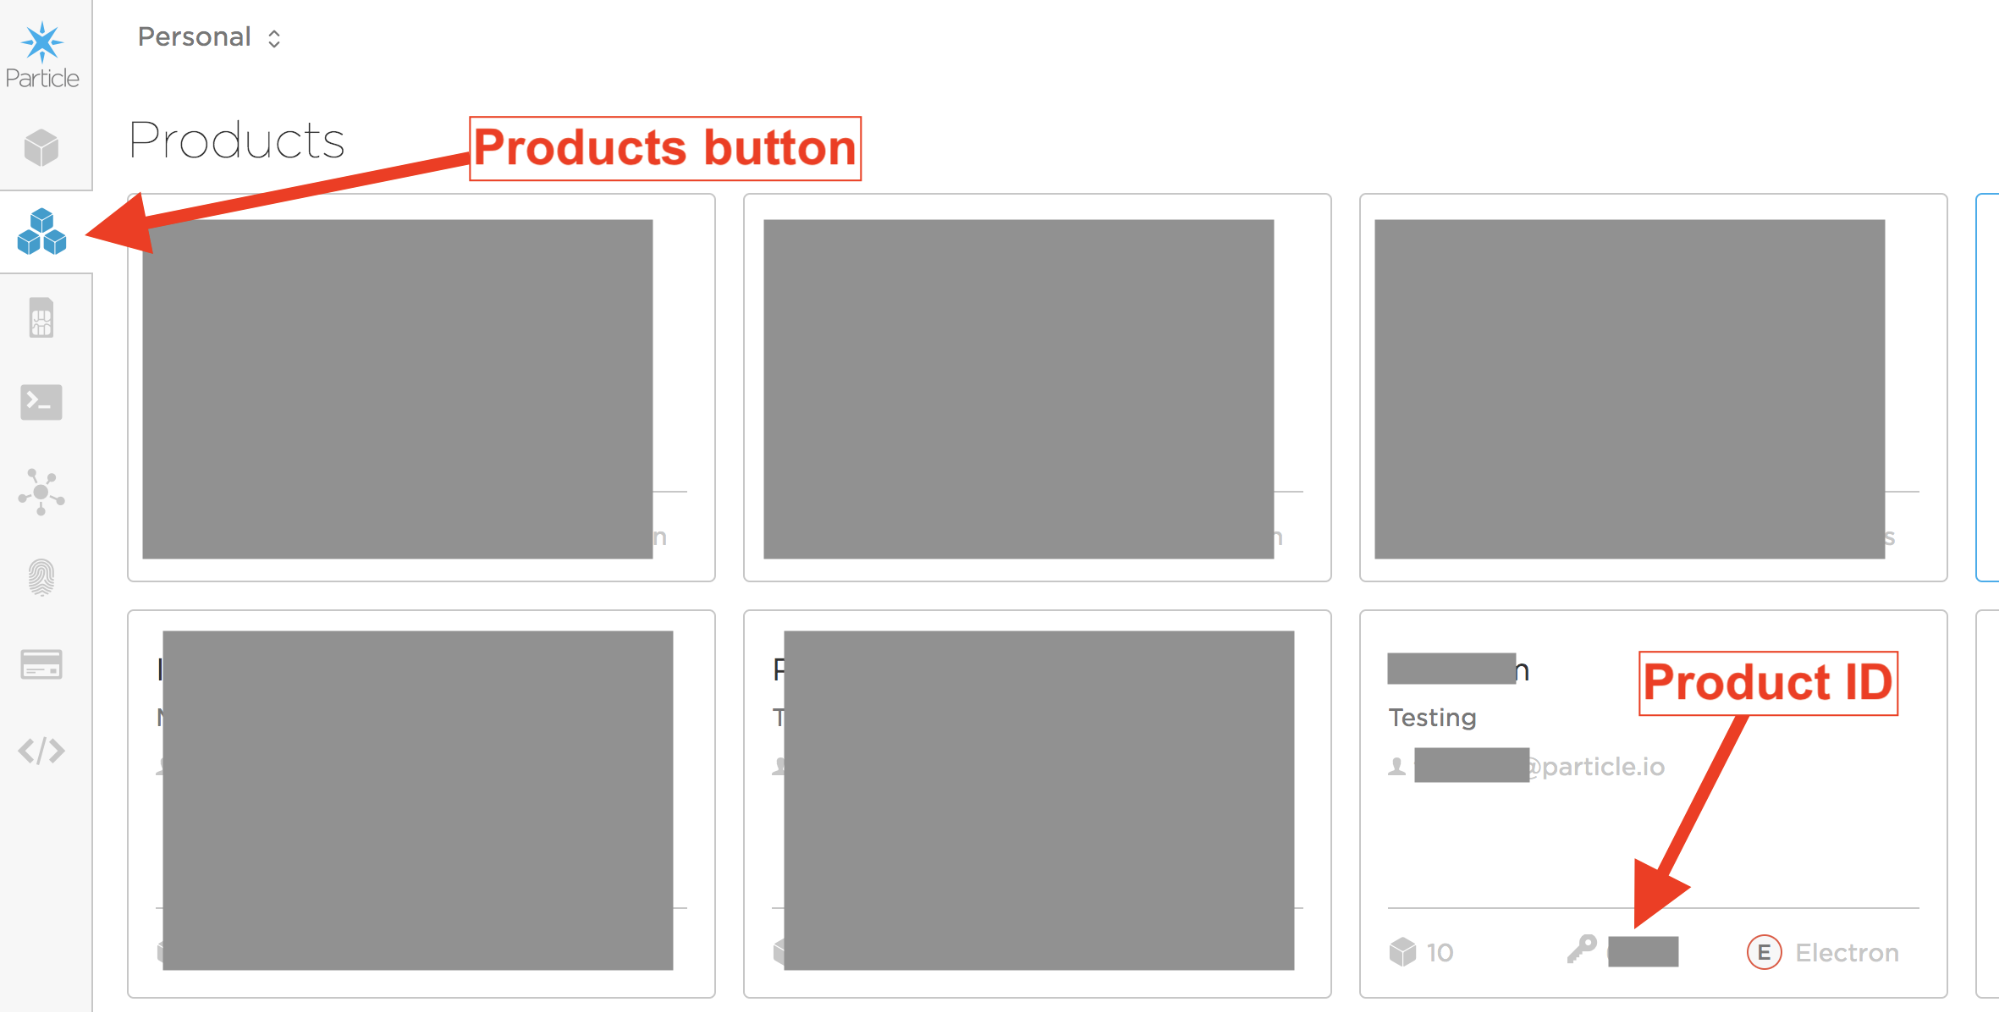 Particle
Personal
Products
Products button
Product ID
Testing
@particle.io
10
E Electron